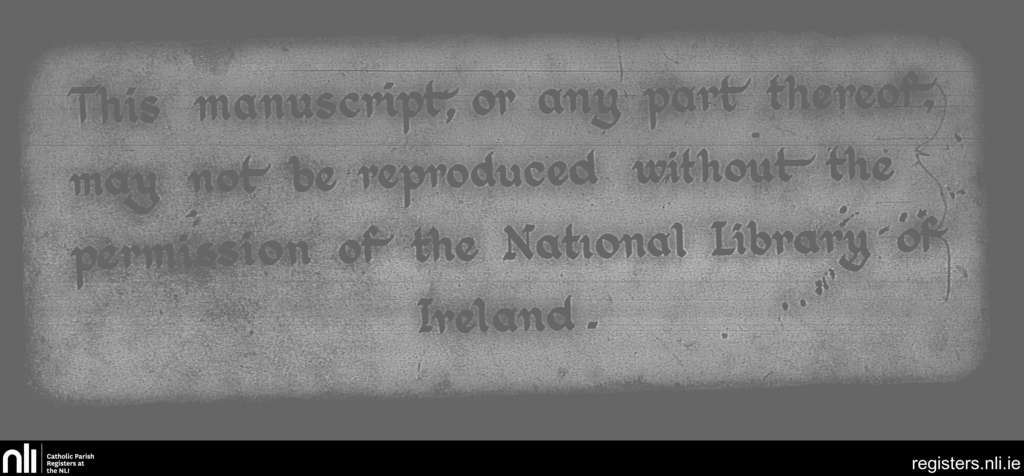 This manuscript, or any part thereof,
may not be reproduced without the
permission of the National Library of
Ireland.
nli
Catholic Parish
Registers at
the NLI
registers.nli.ie